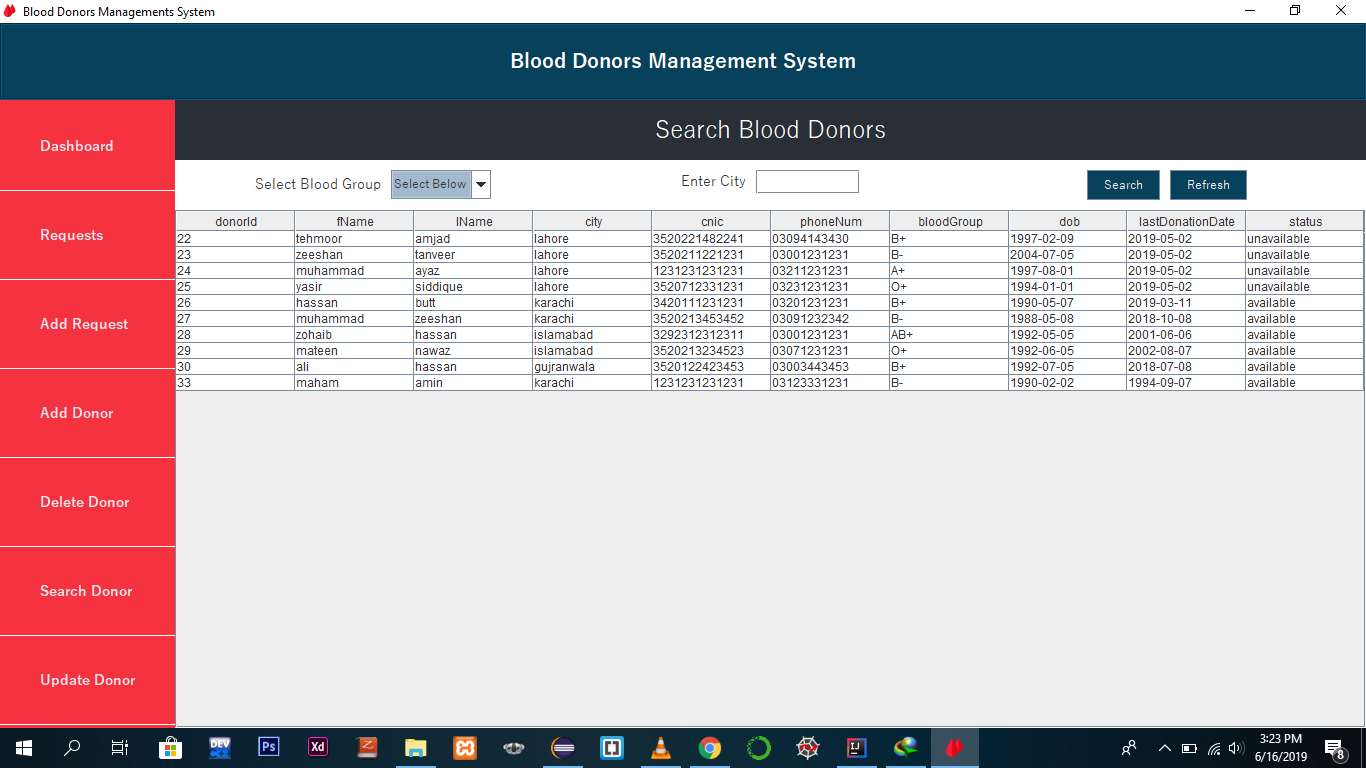 Blood Donors Managements System
Blood Donors Management System
Dashboard
Requests
Add Request
Add Donor
Delete Donor
Search Donor
Update Donor
Search Blood Donors
Select Blood Group Select Below Enter City Search Refresh
donorId fName lName city cnic phoneNum bloodGroup dob lastDonationDate status
22 tehmoor amjad lahore 3520221482241 03094143430 B+ 1997-02-09 2019-05-02 unavailable
23 zeeshan tanveer lahore 3520211221231 03001231231 B- 2004-07-05 2019-05-02 unavailable
24 muhammad ayaz lahore 1231231231231 03211231231 A+ 1997-08-01 2019-05-02 unavailable
25 yasir siddique lahore 3520712331231 03231231231 O+ 1994-01-01 2019-05-02 unavailable
26 hassan butt karachi 3420111231231 03201231231 B+ 1990-05-07 2019-03-11 available
27 muhammad zeeshan karachi 3520213453452 03091232342 B- 1988-05-08 2018-10-08 available
28 zohaib hassan islamabad 3292312312311 03001231231 AB+ 1992-05-05 2001-06-06 available
29 mateen nawaz islamabad 3520213234523 03071231231 O+ 1992-06-05 2002-08-07 available
30 ali hassan gujranwala 3520122423453 03003443453 B+ 1992-07-05 2018-07-08 available
33 maham amin karachi 1231231231231 03123331231 B- 1990-02-02 1994-09-07 available
DEV
Ps
Xd
IJ
3:23 PM
6/16/2019
8